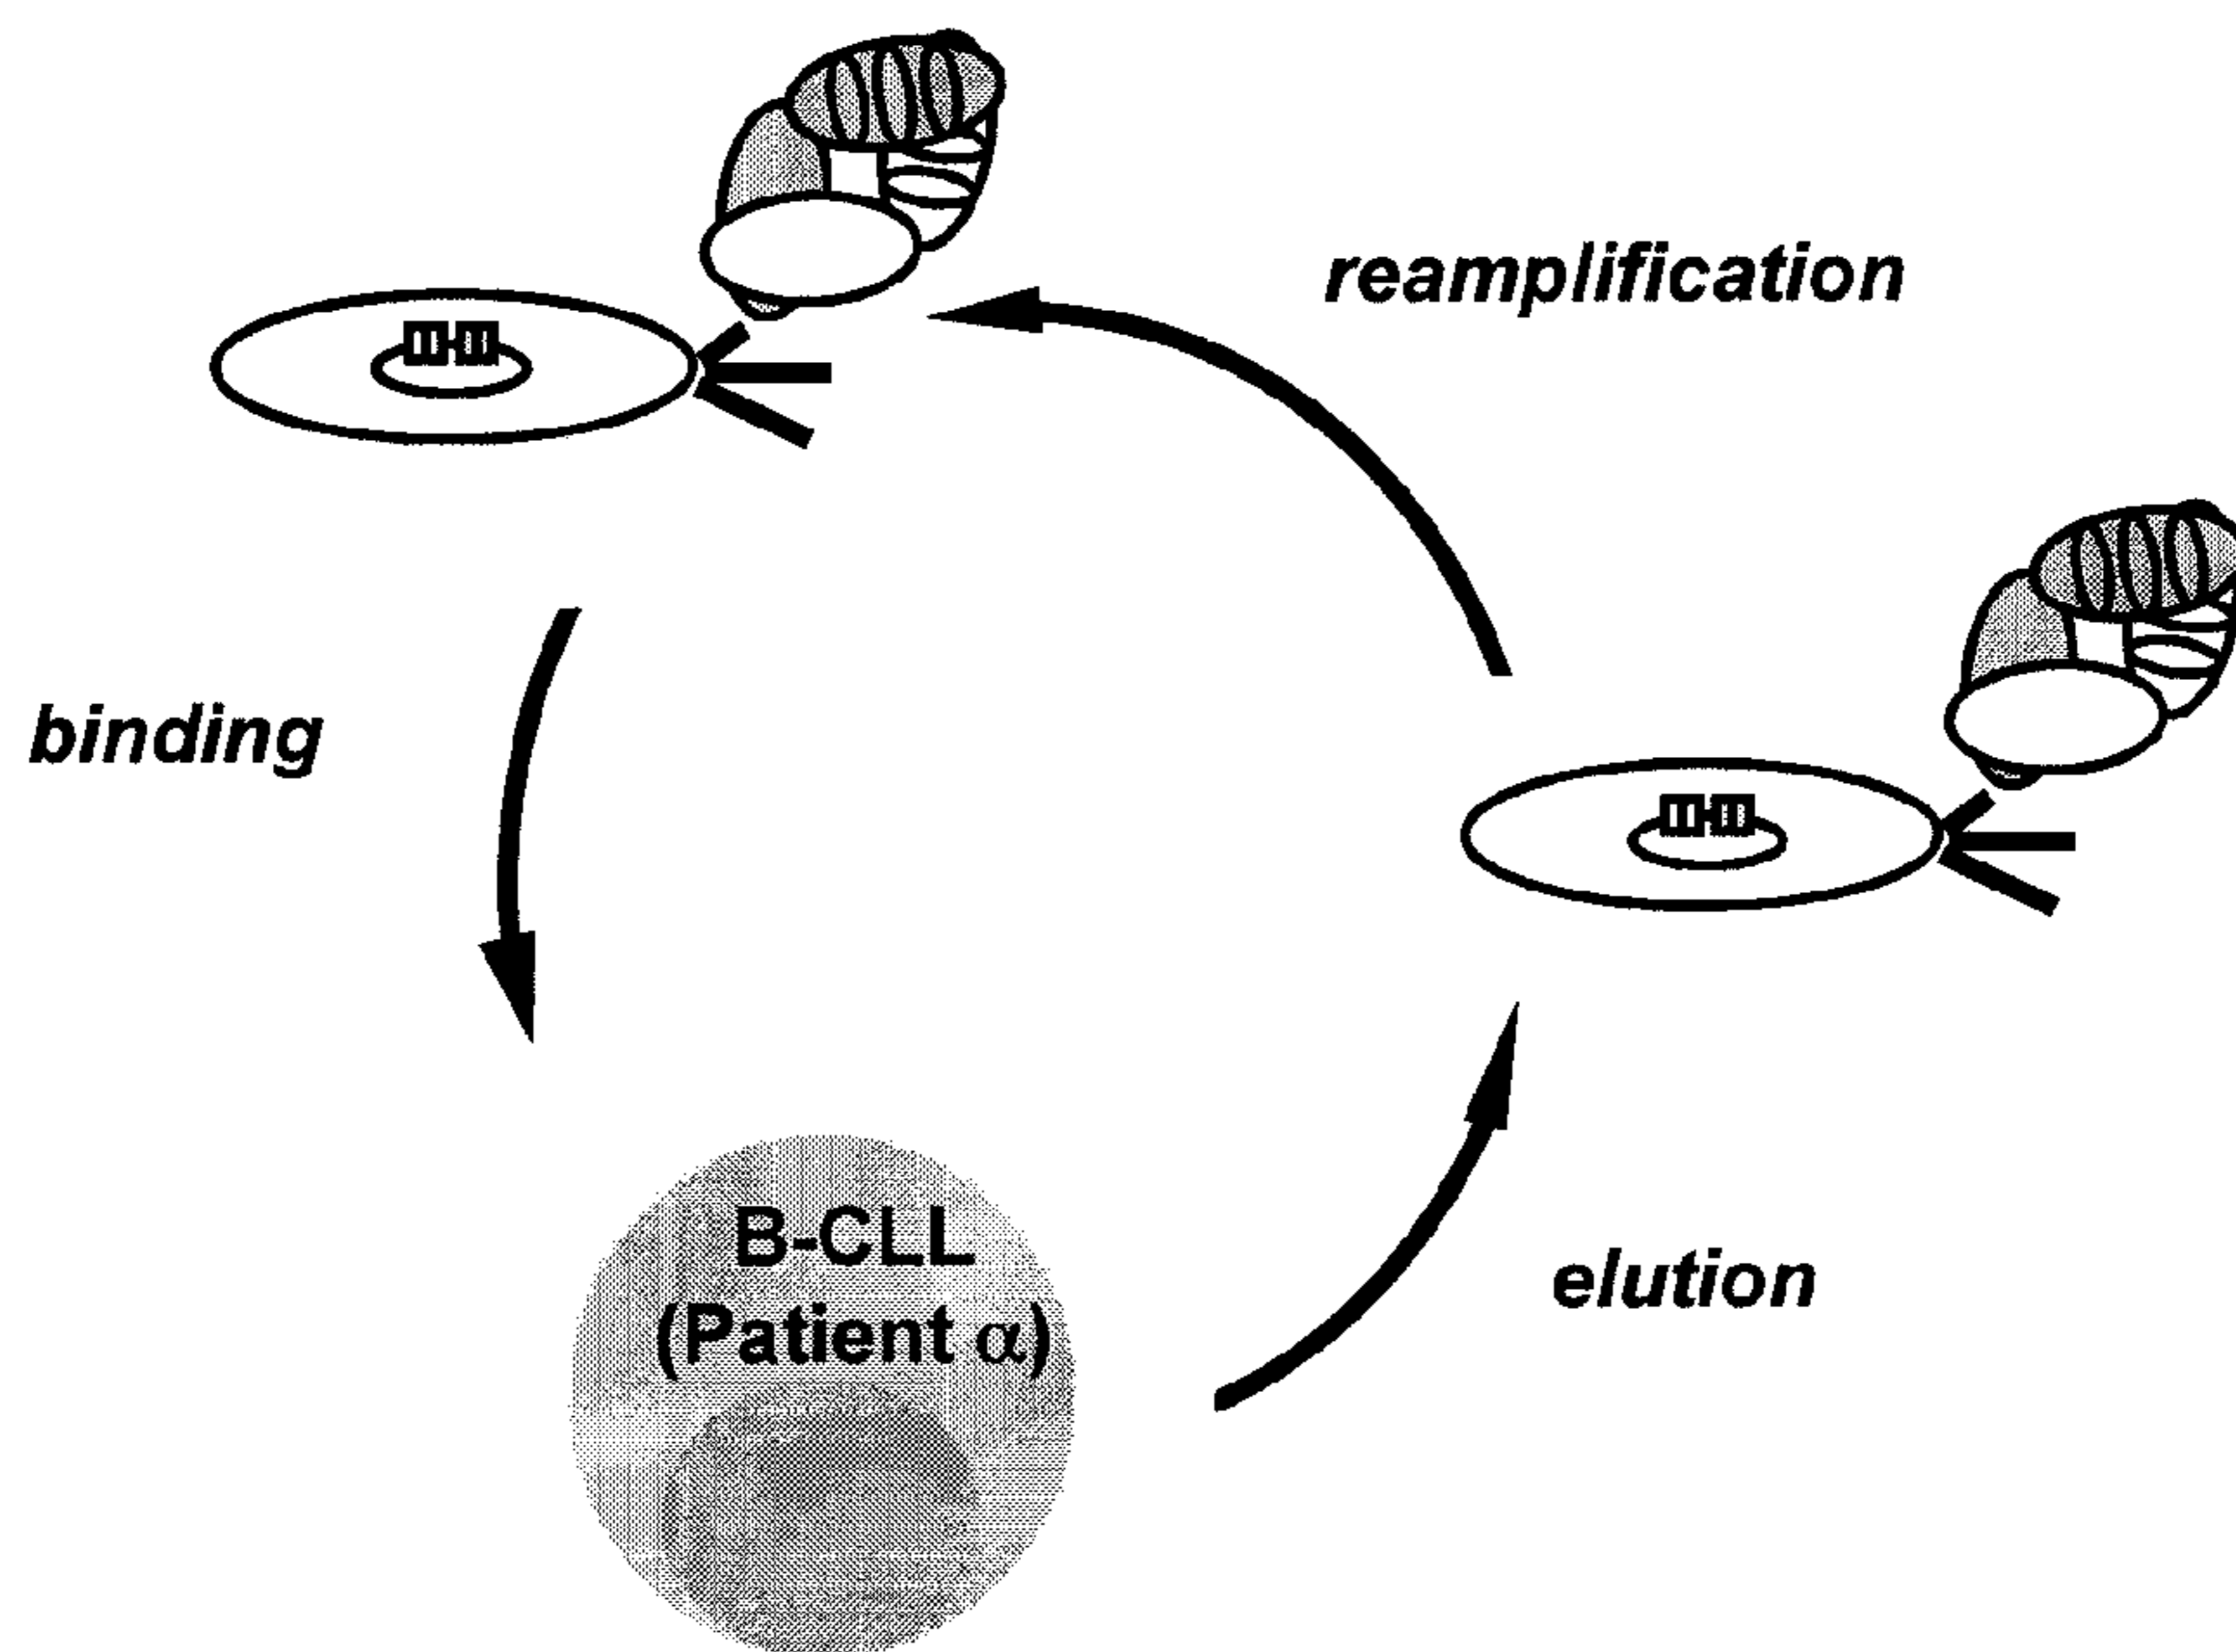 reamplification
binding
B-CLL
(Patient α)
elution